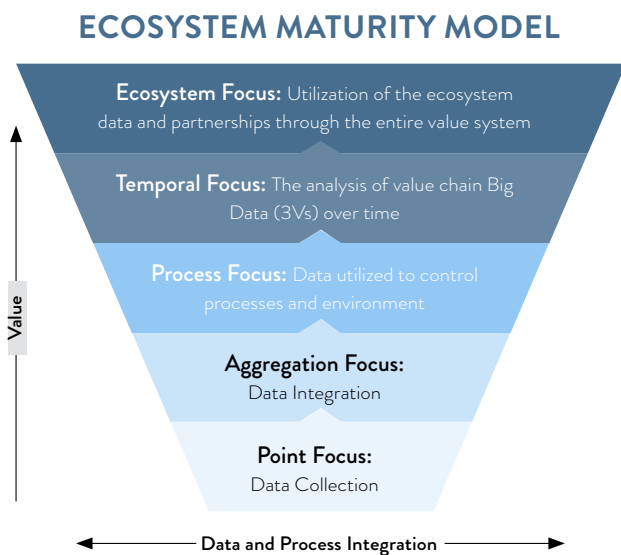 ECOSYSTEM MATURITY MODEL
Ecosystem Focus: Utilization of the ecosystem
data and partnerships through the entire value system
Temporal Focus: The analysis of value chain Big
Data (3Vs) over time
Process Focus: Data utilized to control
processes and environment
Aggregation Focus:
Data Integration
Point Focus:
Data Collection
Value
Data and Process Integration